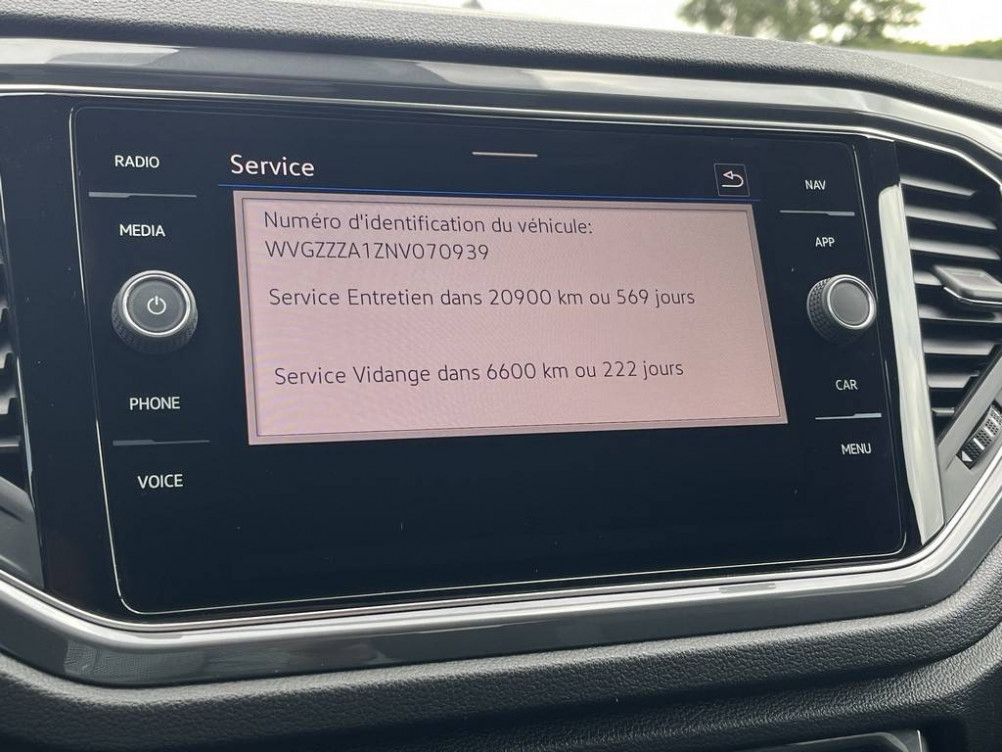 RADIO
MEDIA
PHONE
VOICE
Service
Numéro d'identification du véhicule:
WVGZZZA1ZNV070939
Service Entretien dans 20900 km ou 569 jours
Service Vidange dans 6600 km ou 222 jours
NAV
APP
CAR
MENU